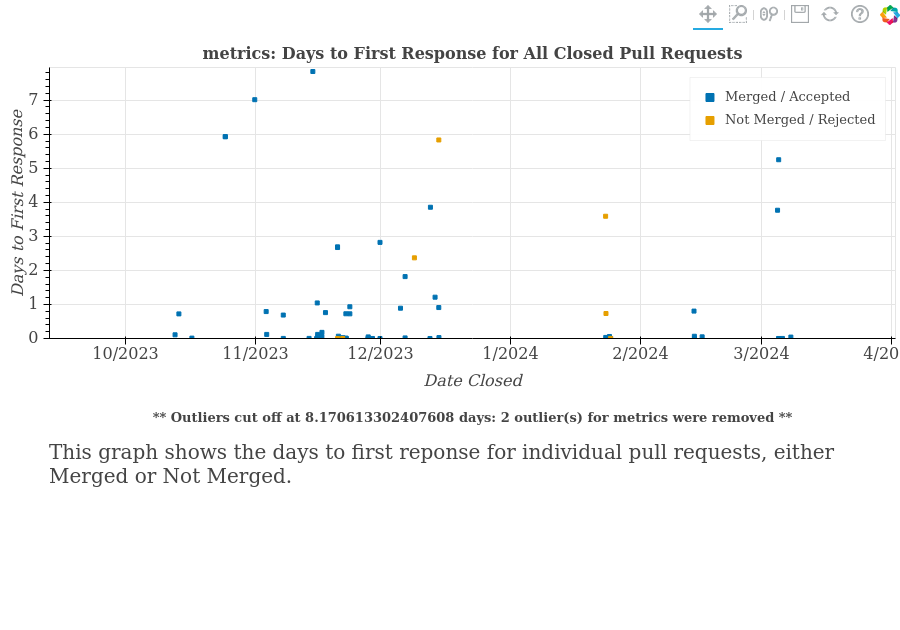 metrics: Days to First Response for All Closed Pull Requests
Merged / Accepted
Not Merged / Rejected
Days to First Response
7
6
5
4
3
2
1
0
10/2023
11/2023
12/2023
1/2024
2/2024
3/2024
4/20
Date Closed
** Outliers cut off at 8.170613302407608 days: 2 outlier(s) for metrics were removed **
This graph shows the days to first reponse for individual pull requests, either
Merged or Not Merged.